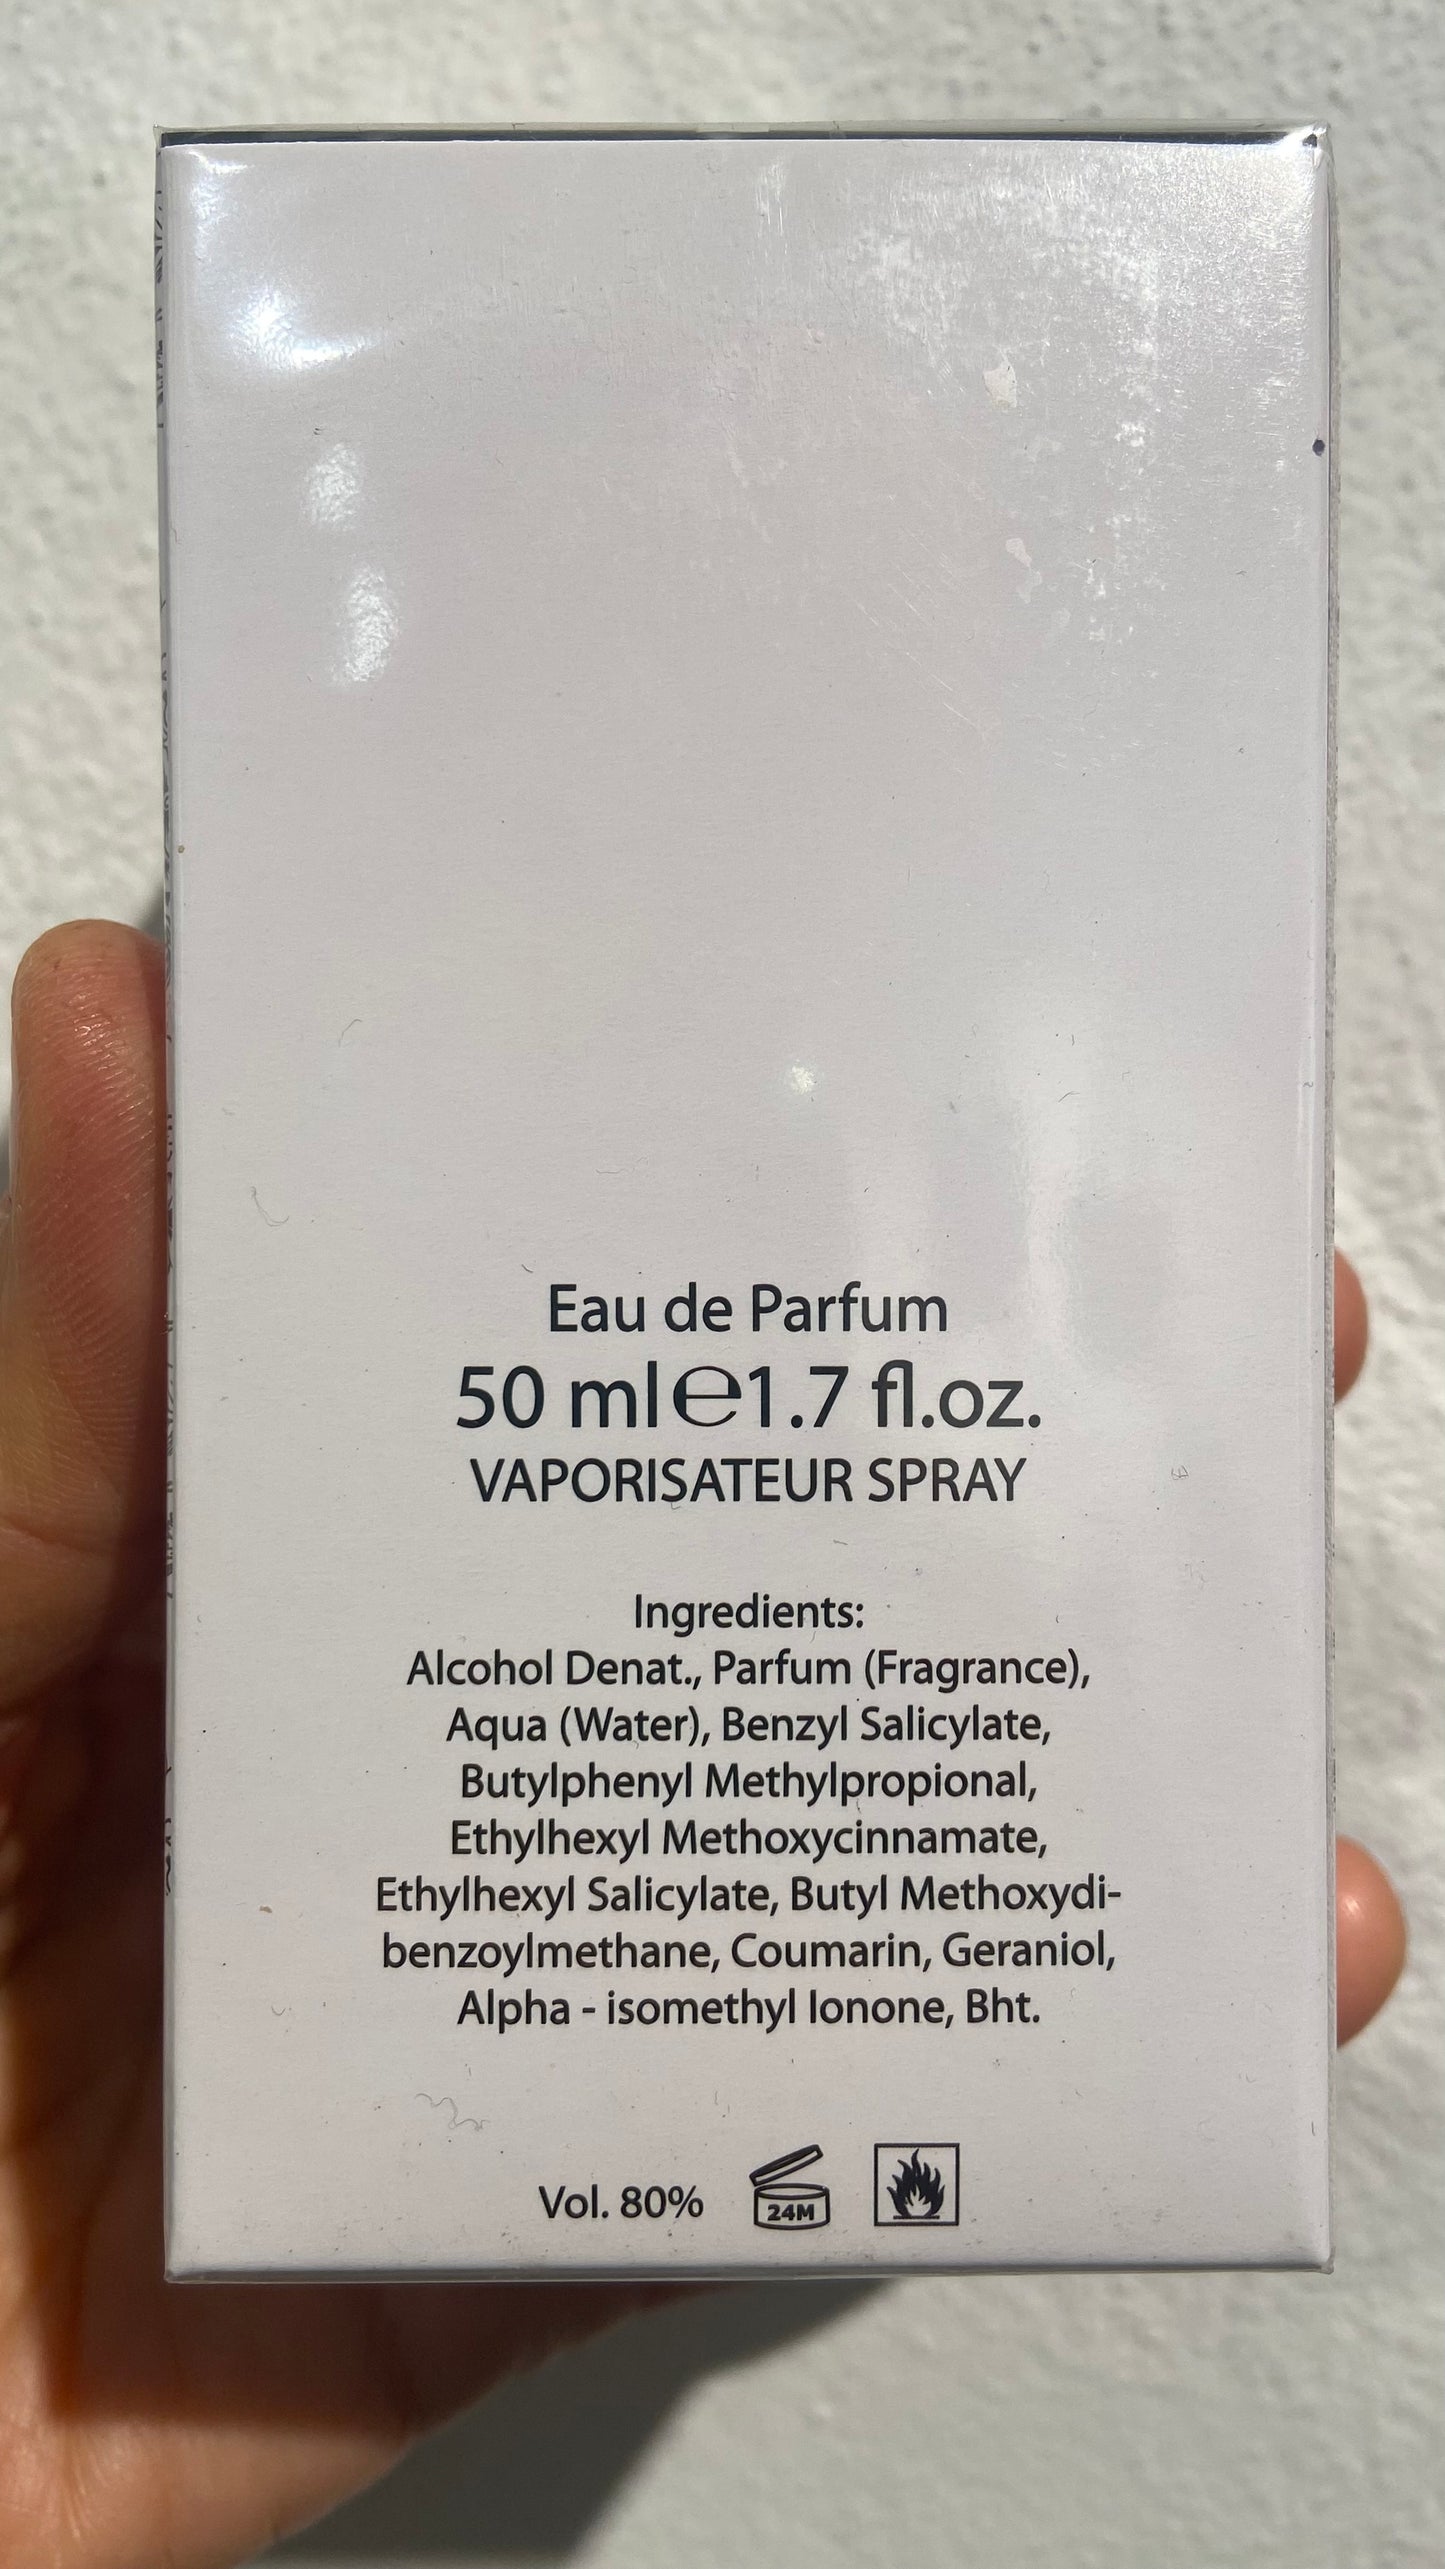 Eau de Parfum
50 ml℮1.7 fl.oz.
VAPORISATEUR SPRAY
Ingredients:
Alcohol Denat., Parfum (Fragrance),
Aqua (Water), Benzyl Salicylate,
Butylphenyl Methylpropional,
Ethylhexyl Methoxycinnamate,
Ethylhexyl Salicylate, Butyl Methoxydi-
benzoylmethane, Coumarin, Geraniol,
Alpha - isomethyl Ionone, Bht.
Vol. 80%
24M